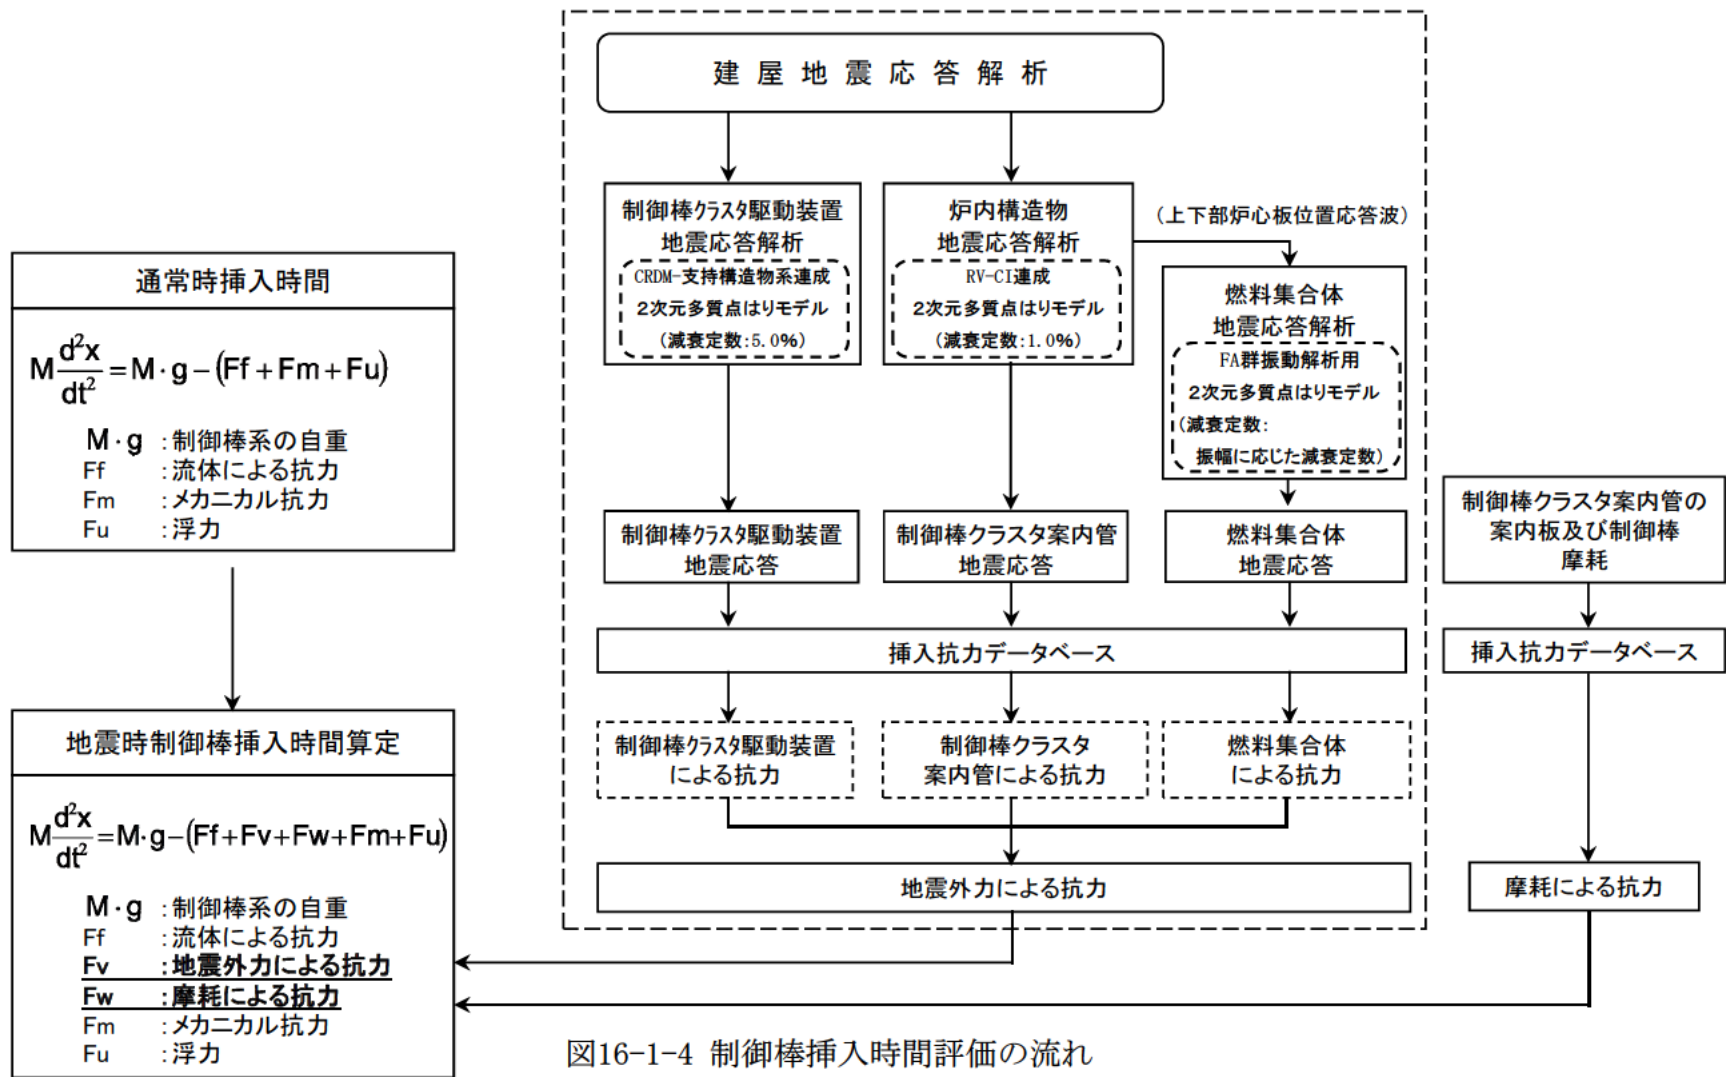 建屋地震応答解析
制御棒クラスタ駆動装置
地震応答解析
CRDM-支持構造物系連成
2次元多質点はりモデル
(減衰定数:5.0%)
炉内構造物
地震応答解析
RV-CI連成
2次元多質点はりモデル
(減衰定数:1.0%)
(上下部炉心板位置応答波)
燃料集合体
地震応答解析
FA群振動解析用
2次元多質点はりモデル
(減衰定数:
振幅に応じた減衰定数)
通常時挿入時間
M d²x/dt² = M・g − (Ff + Fm + Fu)
M・g :制御棒系の自重
Ff :流体による抗力
Fm :メカニカル抗力
Fu :浮力
制御棒クラスタ駆動装置
地震応答
制御棒クラスタ案内管
地震応答
燃料集合体
地震応答
制御棒クラスタ案内管の
案内板及び制御棒
摩耗
挿入抗力データベース
挿入抗力データベース
制御棒クラスタ駆動装置
による抗力
制御棒クラスタ
案内管による抗力
燃料集合体
による抗力
地震外力による抗力
摩耗による抗力
地震時制御棒挿入時間算定
M d²x/dt² = M・g−(Ff+Fv+Fw+Fm+Fu)
M・g :制御棒系の自重
Ff :流体による抗力
Fv :地震外力による抗力
Fw :摩耗による抗力
Fm :メカニカル抗力
Fu :浮力
図16-1-4 制御棒挿入時間評価の流れ